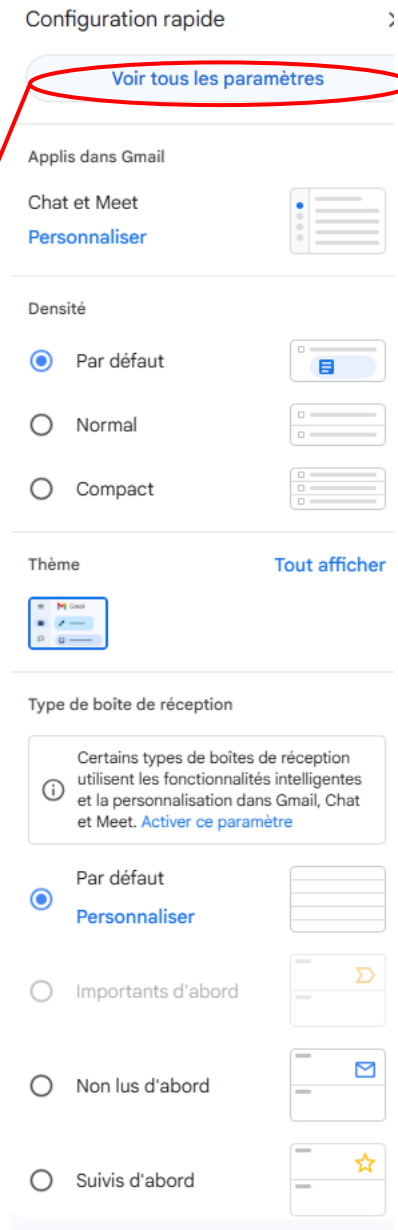 Configuration rapide
Voir tous les paramètres
Applis dans Gmail
Chat et Meet
Personnaliser
Densité
Par défaut
Normal
Compact
Thème
Tout afficher
Gmail
Type de boîte de réception
Certains types de boîtes de réception
utilisent les fonctionnalités intelligentes
et la personnalisation dans Gmail, Chat
et Meet. Activer ce paramètre
Par défaut
Personnaliser
Importants d'abord
Non lus d'abord
Suivis d'abord